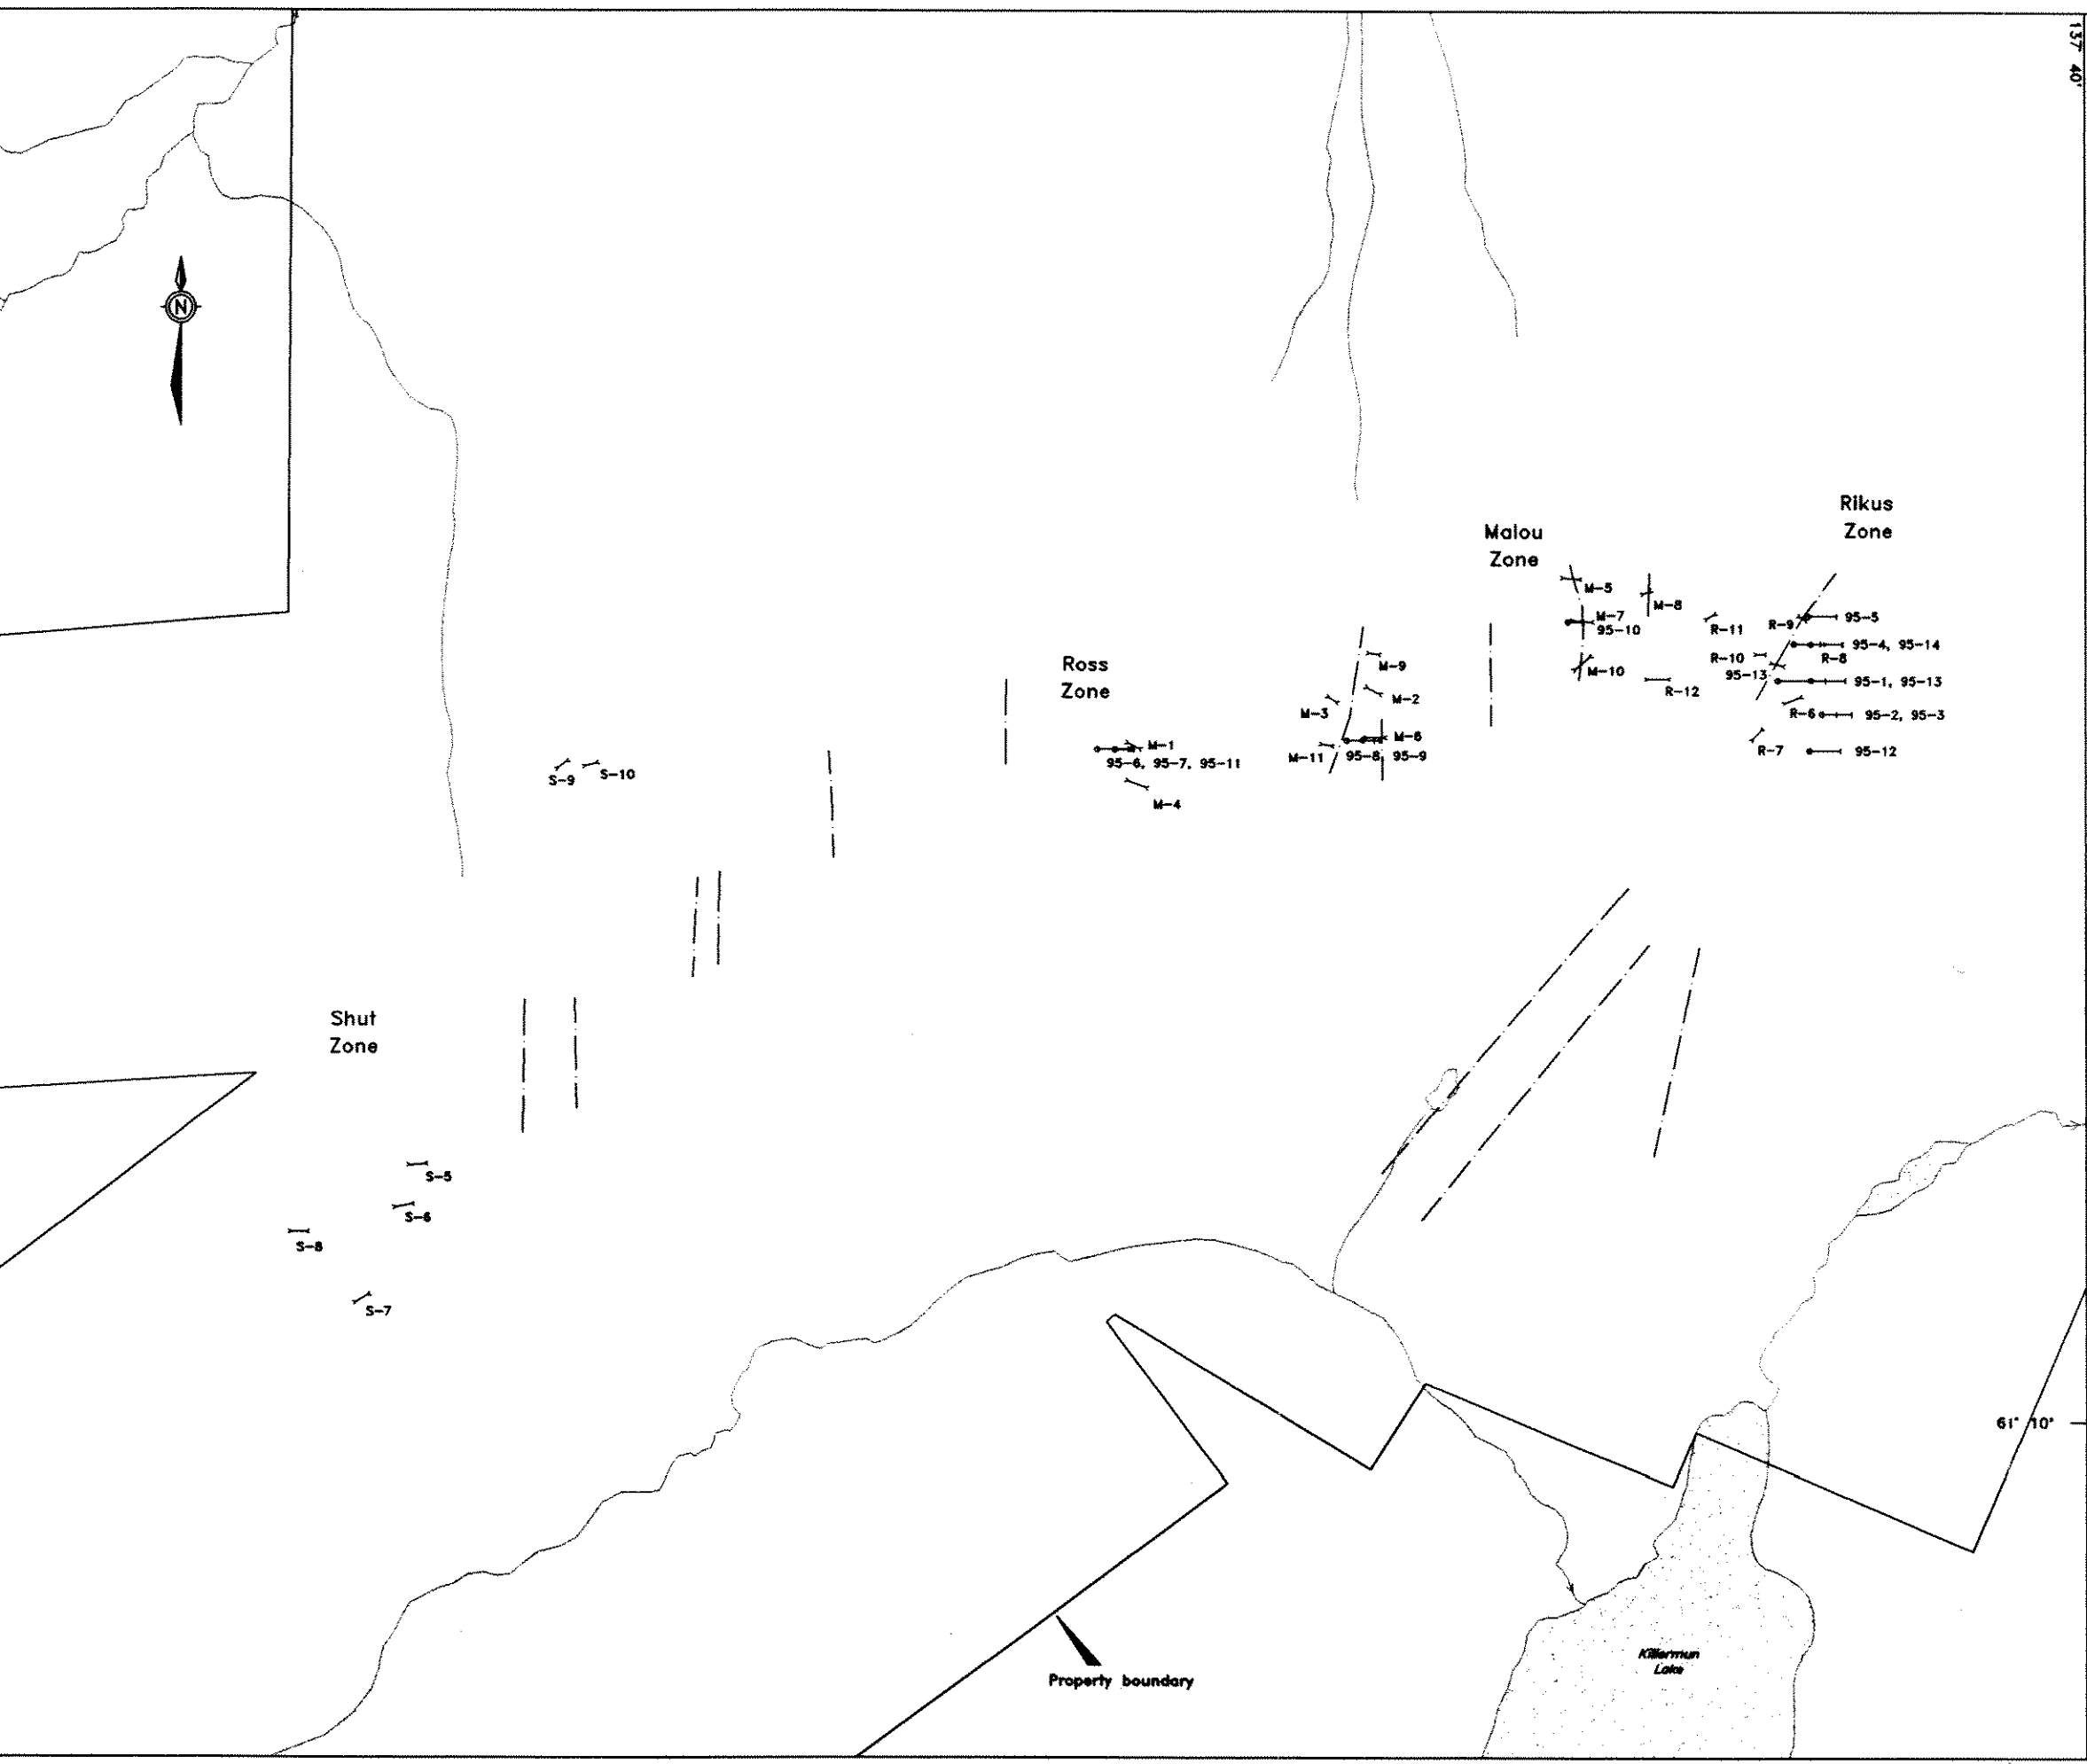 137° 40'
N
Rikus
Zone
Malou
Zone
M-5
M-8
M-7
95-10
R-11
R-9
95-5
95-4, 95-14
R-10
R-8
95-13
95-1, 95-13
M-10
R-12
R-6
95-2, 95-3
R-7
95-12
Ross
Zone
M-9
M-2
M-3
M-6
M-11
95-8
95-9
M-1
95-6, 95-7, 95-11
M-4
S-9
S-10
Shut
Zone
S-5
S-6
S-8
S-7
61° 10'
Killermun
Lake
Property boundary